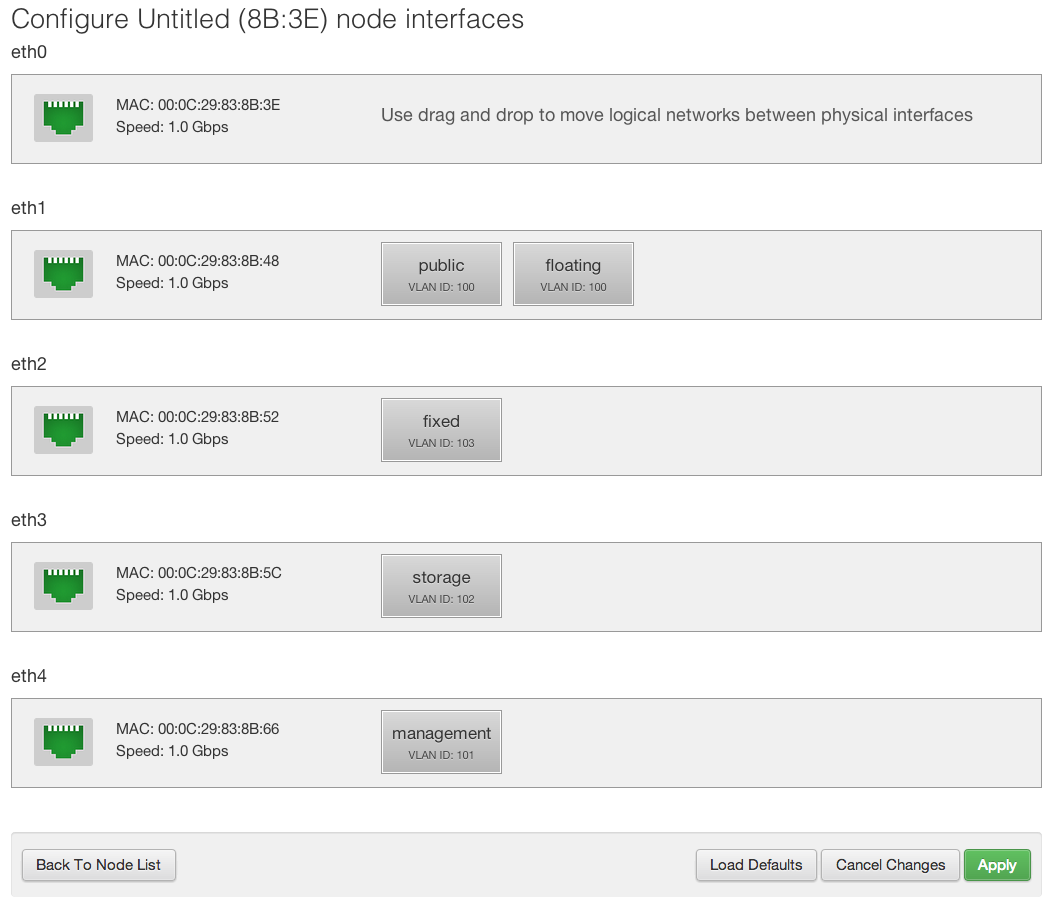 Configure Untitled (8B:3E) node interfaces
eth0
MAC: 00:0C:29:83:8B:3E
Speed: 1.0 Gbps
Use drag and drop to move logical networks between physical interfaces
eth1
MAC: 00:0C:29:83:8B:48
Speed: 1.0 Gbps
public
VLAN ID: 100
floating
VLAN ID: 100
eth2
MAC: 00:0C:29:83:8B:52
Speed: 1.0 Gbps
fixed
VLAN ID: 103
eth3
MAC: 00:0C:29:83:8B:5C
Speed: 1.0 Gbps
storage
VLAN ID: 102
eth4
MAC: 00:0C:29:83:8B:66
Speed: 1.0 Gbps
management
VLAN ID: 101
Back To Node List
Load Defaults
Cancel Changes
Apply